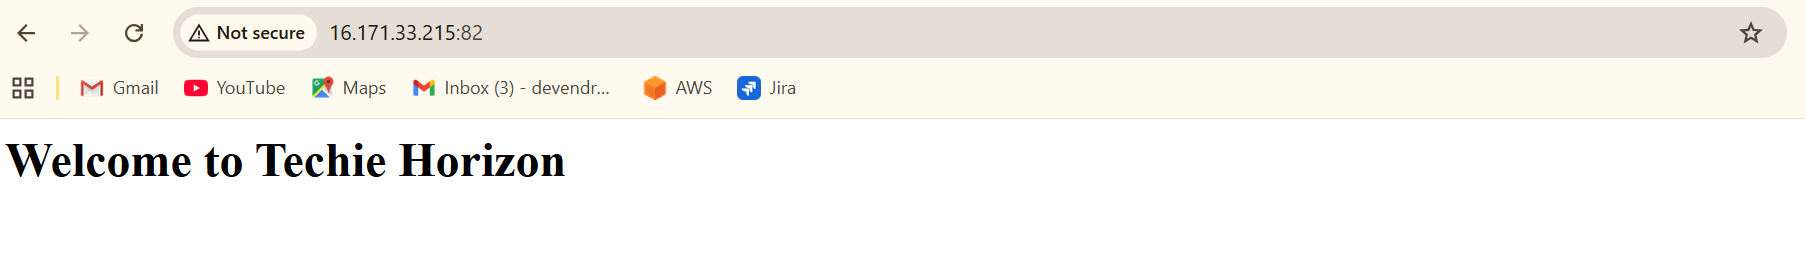 Not secure 16.171.33.215:82
Gmail YouTube Maps Inbox (3) - devendr... AWS Jira
Welcome to Techie Horizon